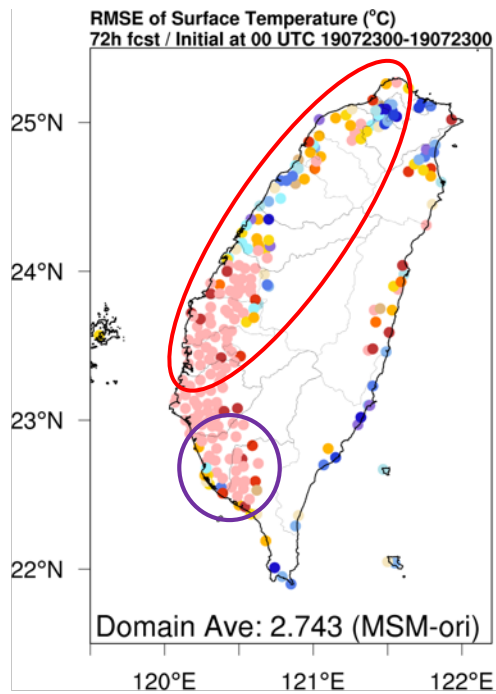 RMSE of Surface Temperature (°C)
72h fcst / Initial at 00 UTC 19072300-19072300
25°N
24°N
23°N
22°N
Domain Ave: 2.743 (MSM-ori)
120°E 121°E 122°E